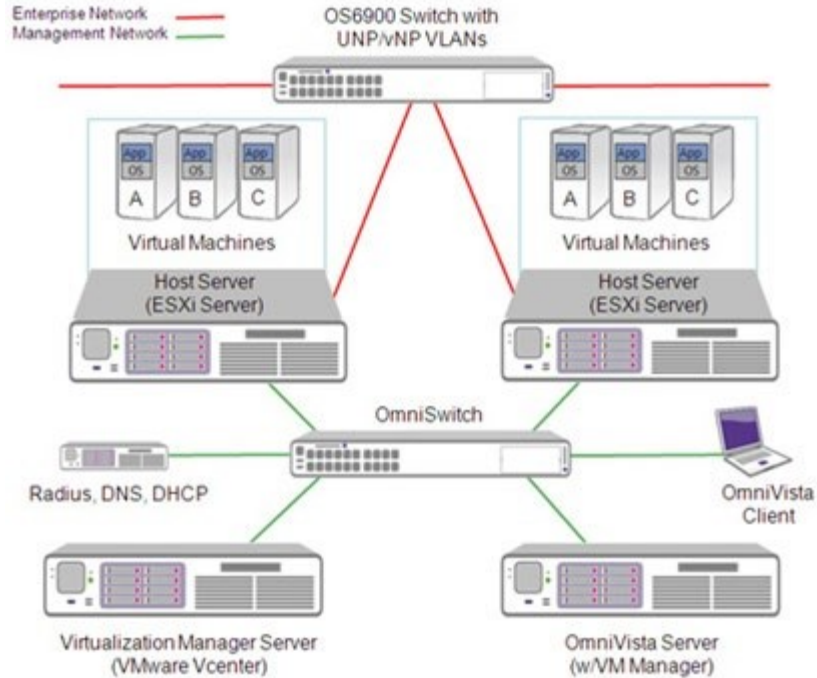 Enterprise Network
Management Network
OS6900 Switch with
UNP/vNP VLANs
App
OS
A
App
OS
B
App
OS
C
Virtual Machines
App
OS
A
App
OS
B
App
OS
C
Virtual Machines
Host Server
(ESXi Server)
Host Server
(ESXi Server)
OmniSwitch
Radius, DNS, DHCP
OmniVista
Client
Virtualization Manager Server
(VMware Vcenter)
OmniVista Server
(w/VM Manager)